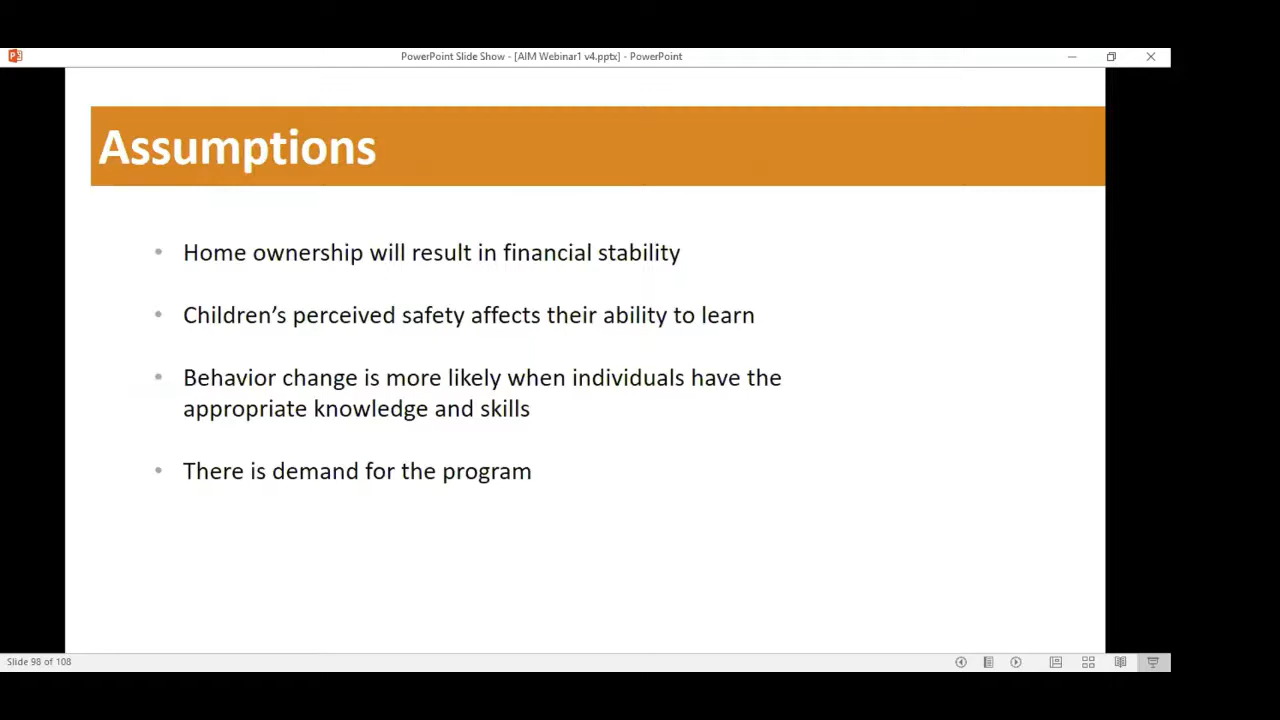 PowerPoint Slide Show - [AIM Webinar1 v4.pptx] - PowerPoint
Assumptions
• Home ownership will result in financial stability
• Children's perceived safety affects their ability to learn
• Behavior change is more likely when individuals have the
appropriate knowledge and skills
• There is demand for the program
Slide 98 of 108